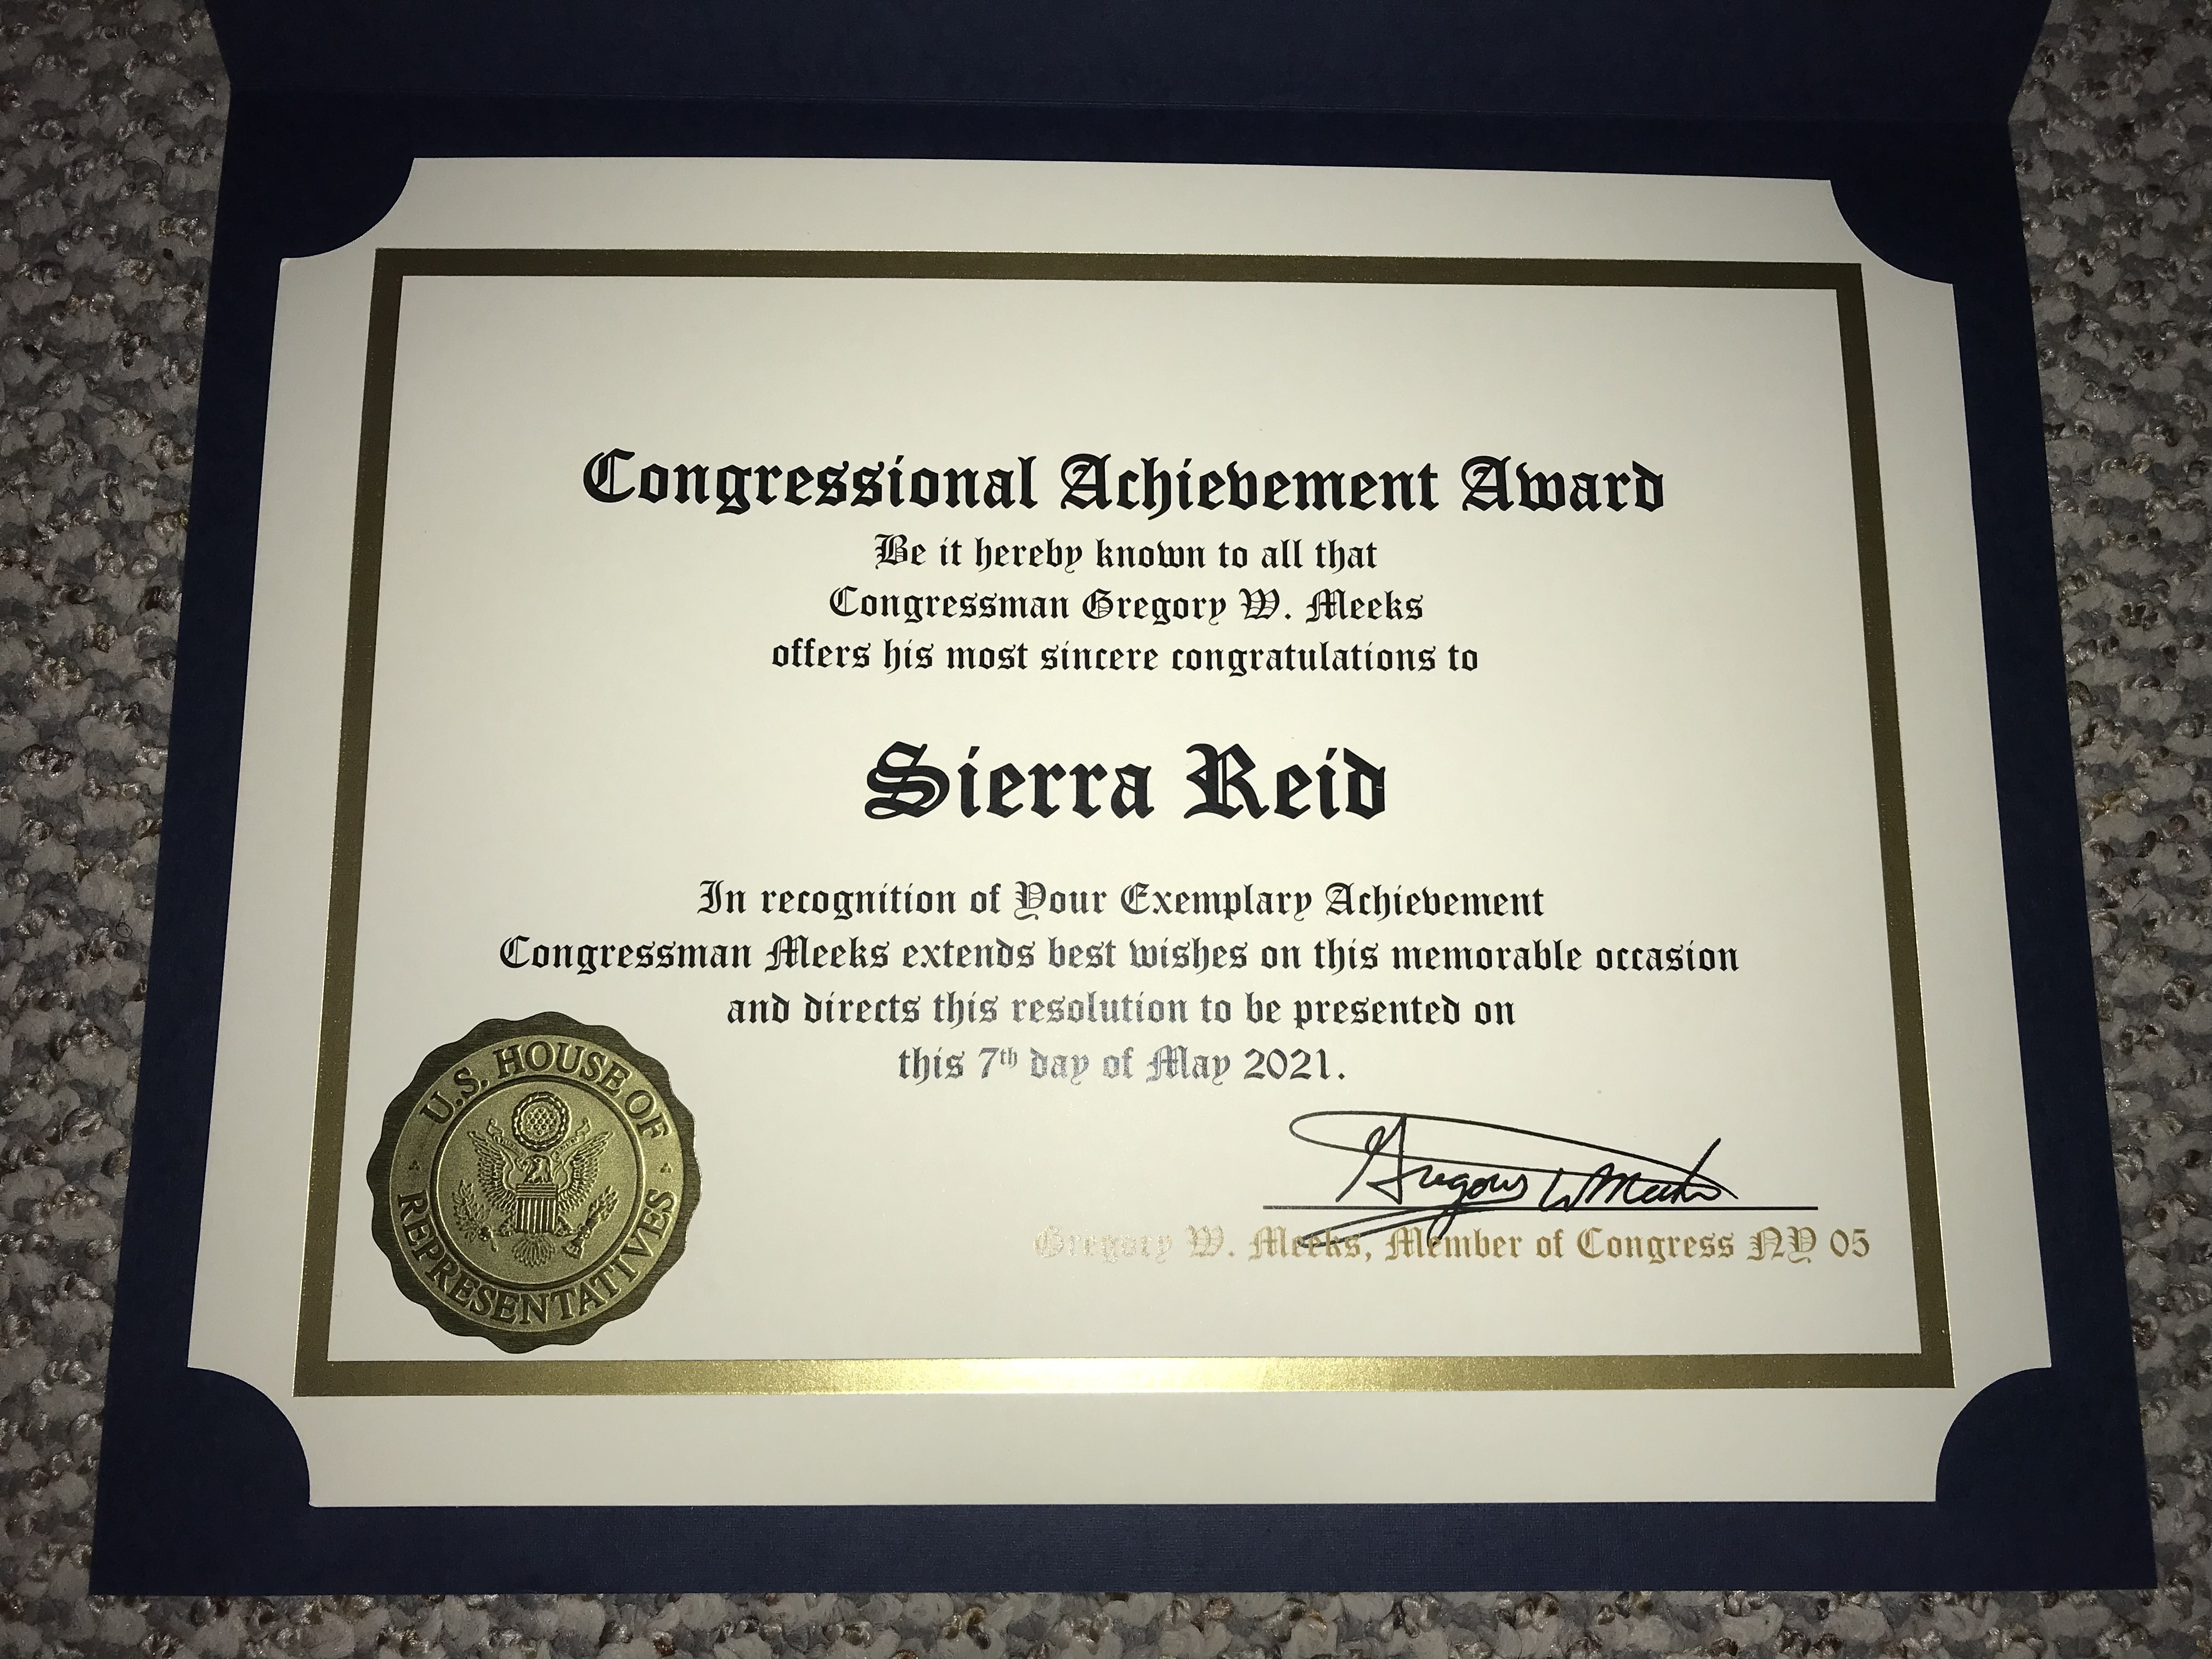 Congressional Achievement Award
Be it hereby known to all that
Congressman Gregory W. Meeks
offers his most sincere congratulations to
Sierra Reid
In recognition of Your Exemplary Achievement
Congressman Meeks extends best wishes on this memorable occasion
and directs this resolution to be presented on
this 7th day of May 2021.
U.S. HOUSE OF
REPRESENTATIVES
Gregory W Meeks
Gregory W. Meeks, Member of Congress NY 05